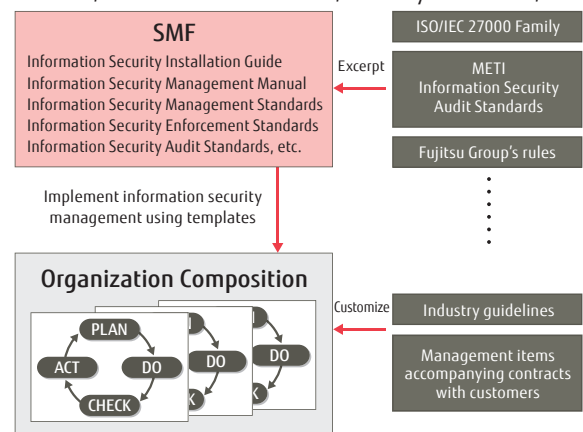 SMF
Information Security Installation Guide
Information Security Management Manual
Information Security Management Standards
Information Security Enforcement Standards
Information Security Audit Standards, etc.
Excerpt
ISO/IEC 27000 Family
METI
Information Security
Audit Standards
Fujitsu Group's rules
Implement information security
management using templates
Organization Composition
PLAN
ACT
DO
CHECK
DO
DO
Customize
Industry guidelines
Management items
accompanying contracts
with customers